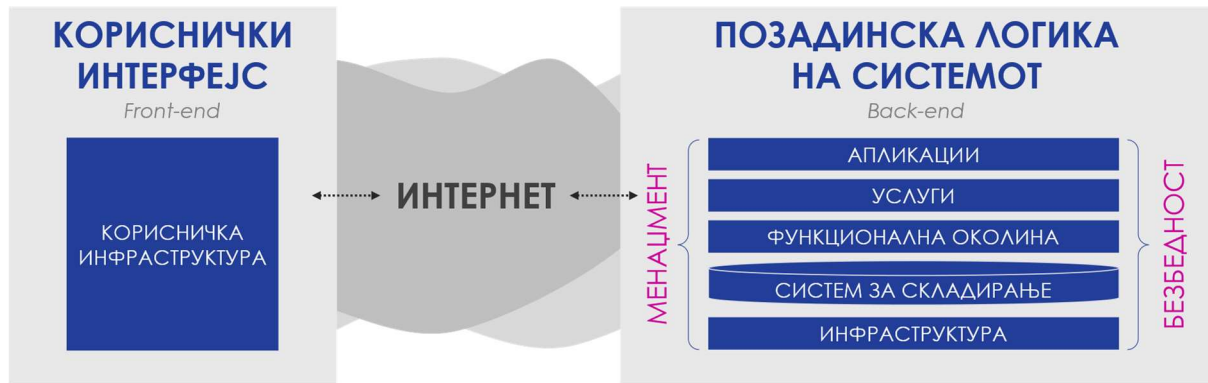 КОРИСНИЧКИ
ИНТЕРФЕЈС
Front-end
КОРИСНИЧКА
ИНФРАСТРУКТУРА
ИНТЕРНЕТ
ПОЗАДИНСКА ЛОГИКА
НА СИСТЕМОТ
Back-end
МЕНАЏМЕНТ
АПЛИКАЦИИ
УСЛУГИ
ФУНКЦИОНАЛНА ОКОЛИНА
СИСТЕМ ЗА СКЛАДИРАЊЕ
ИНФРАСТРУКТУРА
БЕЗБЕДНОСТ